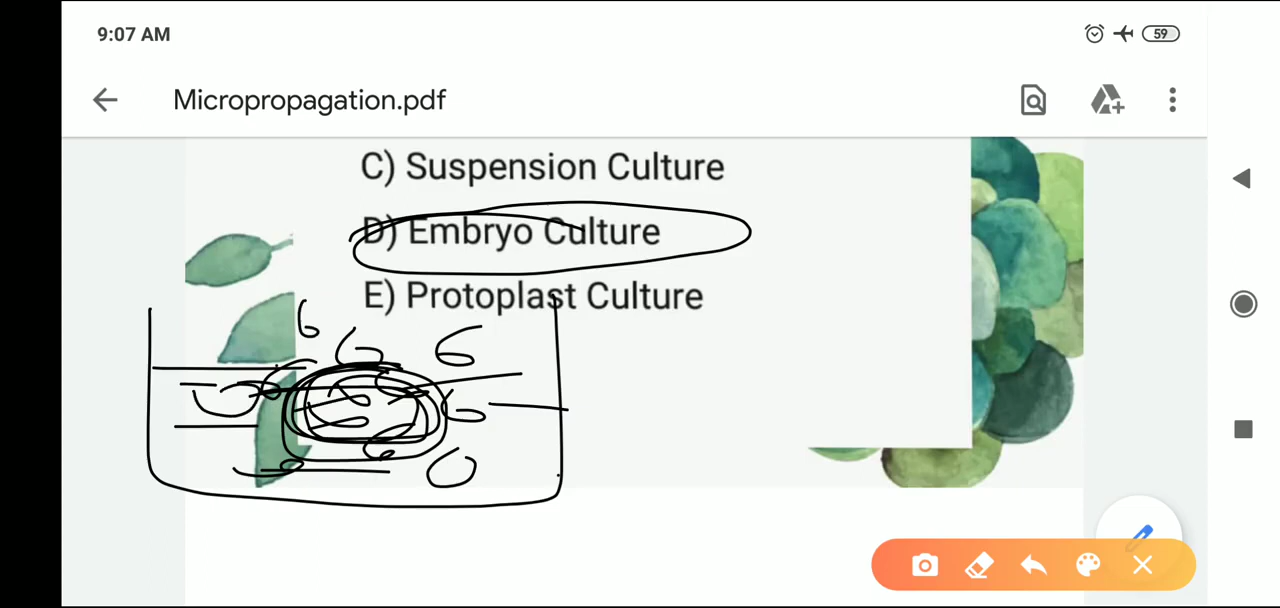 9:07 AM
59
Micropropagation.pdf
C) Suspension Culture
D) Embryo Culture
E) Protoplast Culture